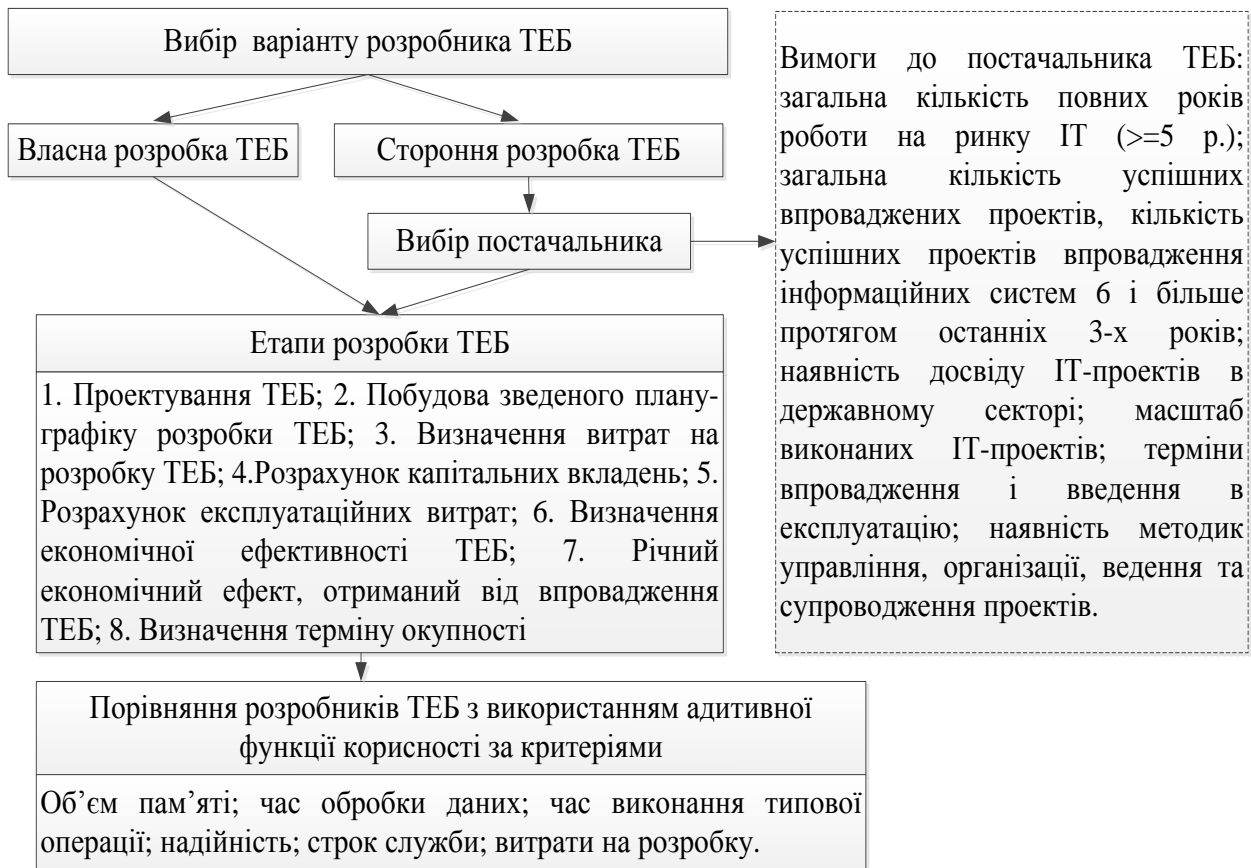 Вибір варіанту розробника ТЕБ
Власна розробка ТЕБ
Стороння розробка ТЕБ
Вибір постачальника
Етапи розробки ТЕБ
1. Проектування ТЕБ; 2. Побудова зведеного плану-
графіку розробки ТЕБ; 3. Визначення витрат на
розробку ТЕБ; 4.Розрахунок капітальних вкладень; 5.
Розрахунок експлуатаційних витрат; 6. Визначення
економічної ефективності ТЕБ; 7. Річний
економічний ефект, отриманий від впровадження
ТЕБ; 8. Визначення терміну окупності
Порівняння розробників ТЕБ з використанням адитивної
функції корисності за критеріями
Об’єм пам’яті; час обробки даних; час виконання типової
операції; надійність; строк служби; витрати на розробку.
Вимоги до постачальника ТЕБ:
загальна кількість повних років
роботи на ринку ІТ (>=5 р.);
загальна кількість успішних
впроваджених проектів, кількість
успішних проектів впровадження
інформаційних систем 6 і більше
протягом останніх 3-х років;
наявність досвіду ІТ-проектів в
державному секторі; масштаб
виконаних ІТ-проектів; терміни
впровадження і введення в
експлуатацію; наявність методик
управління, організації, ведення та
супроводження проектів.